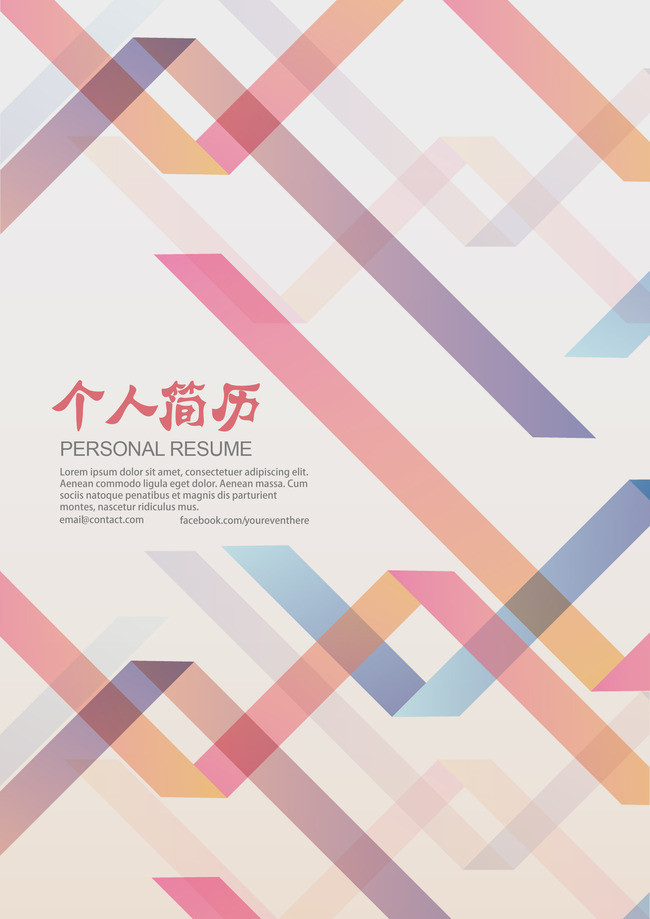 个人简历
PERSONAL RESUME
Lorem ipsum dolor sit amet, consectetuer adipiscing elit.
Aenean commodo ligula eget dolor. Aenean massa. Cum
sociis natoque penatibus et magnis dis parturient
montes, nascetur ridiculus mus.
email@contact.com facebook.com/youreventhere